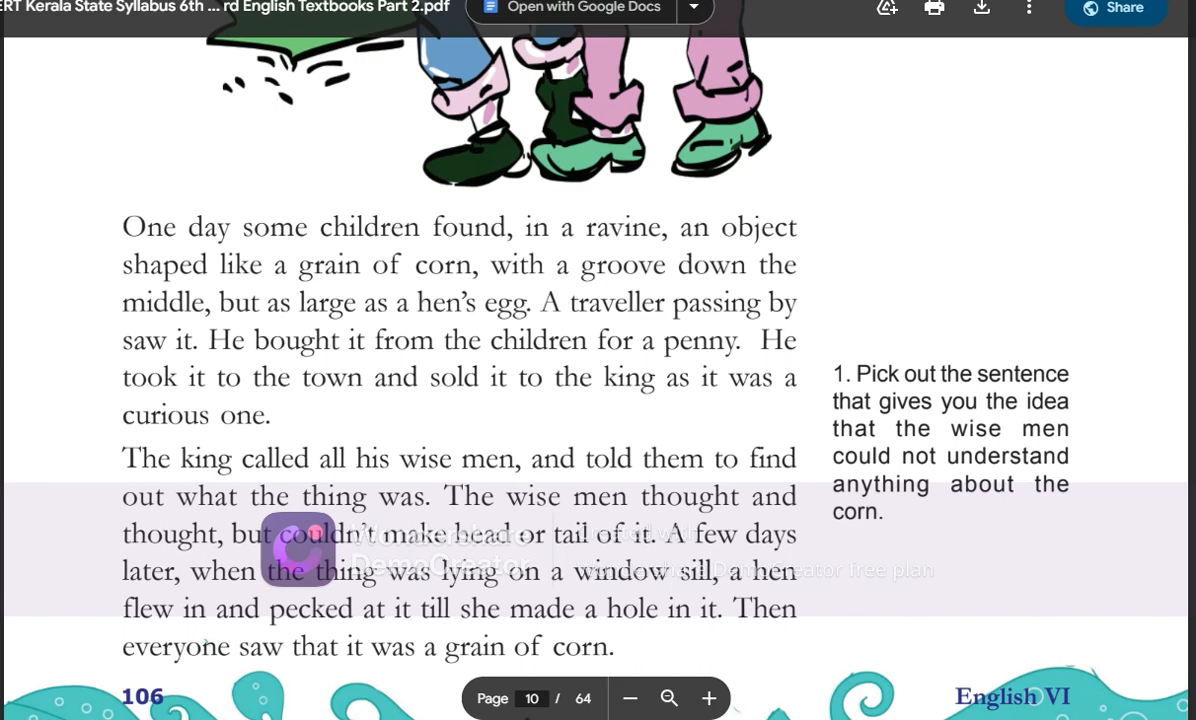 ERT Kerala State Syllabus 6th ... rd English Textbooks Part 2.pdf
Open with Google Docs
Share
One day some children found, in a ravine, an object
shaped like a grain of corn, with a groove down the
middle, but as large as a hen's egg. A traveller passing by
saw it. He bought it from the children for a penny. He
took it to the town and sold it to the king as it was a
curious one.
The king called all his wise men, and told them to find
out what the thing was. The wise men thought and
thought, but couldn't make head or tail of it. A few days
later, when the thing was lying on a window sill, a hen
flew in and pecked at it till she made a hole in it. Then
everyone saw that it was a grain of corn.
1. Pick out the sentence
that gives you the idea
that the wise men
could not understand
anything about the
corn.
Wondershare
DemoCreator
Created with
DemoCreator free plan
106
Page 10 / 64
English VI